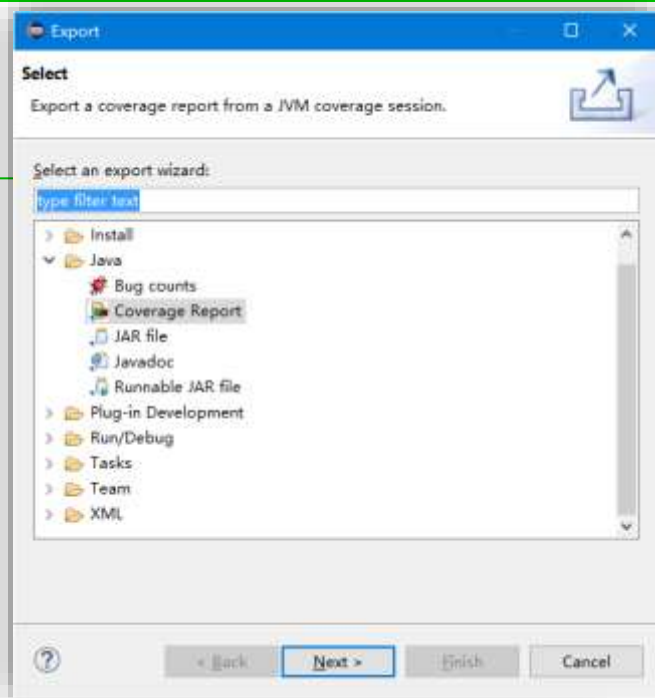 Export
Select
Export a coverage report from a JVM coverage session.
Select an export wizard:
type filter text
Install
Java
Bug counts
Coverage Report
JAR file
Javadoc
Runnable JAR file
Plug-in Development
Run/Debug
Tasks
Team
XML
?
< Back Next > Finish Cancel